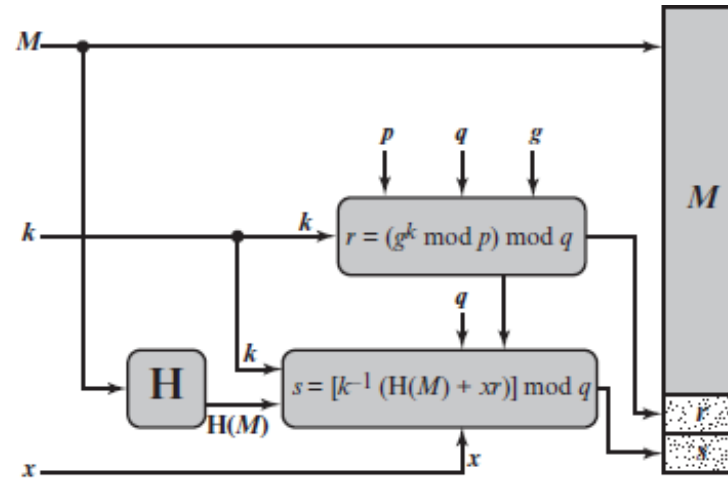 M
p q g
M
k k r = (g^k mod p) mod q
q
r
k
H s = [k⁻¹ (H(M) + xr)] mod q
H(M)
s
x x